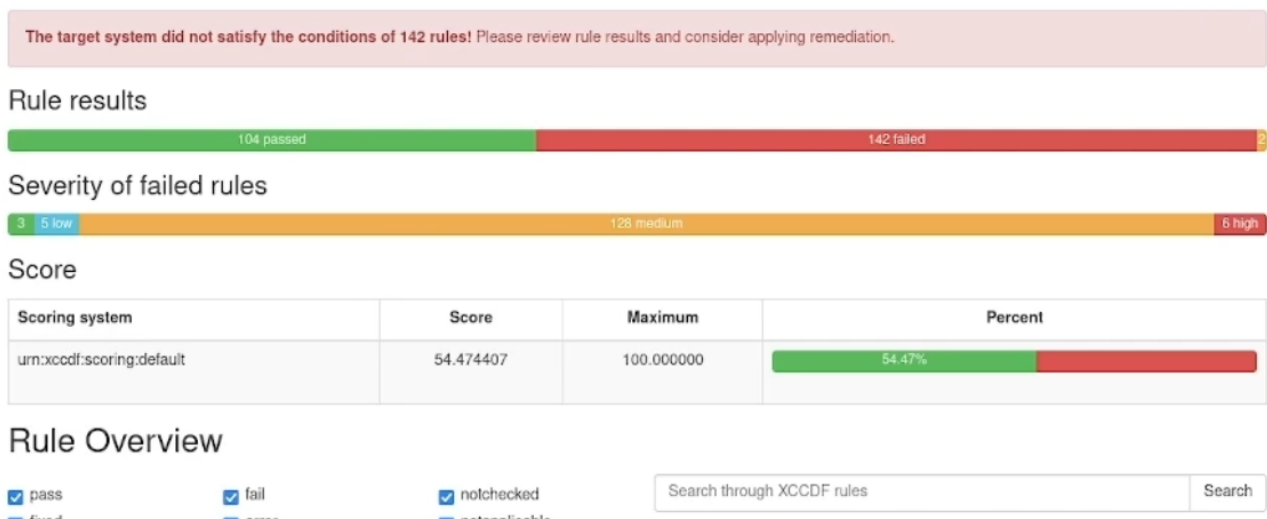 The target system did not satisfy the conditions of 142 rules! Please review rule results and consider applying remediation.
Rule results
104 passed 142 failed 2
Severity of failed rules
3 5 low 128 medium 6 high
Score
Scoring system Score Maximum Percent
urn:xccdf:scoring:default 54.474407 100.000000 54.47%
Rule Overview
pass fail notchecked Search through XCCDF rules Search